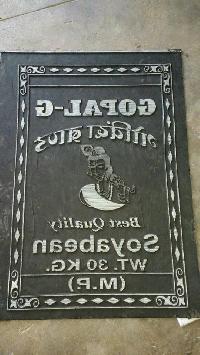 GOPAL-G
गोविंदा ब्राण्ड
Best Quality
Soyabean
WT. 30 KG.
(M.P.)